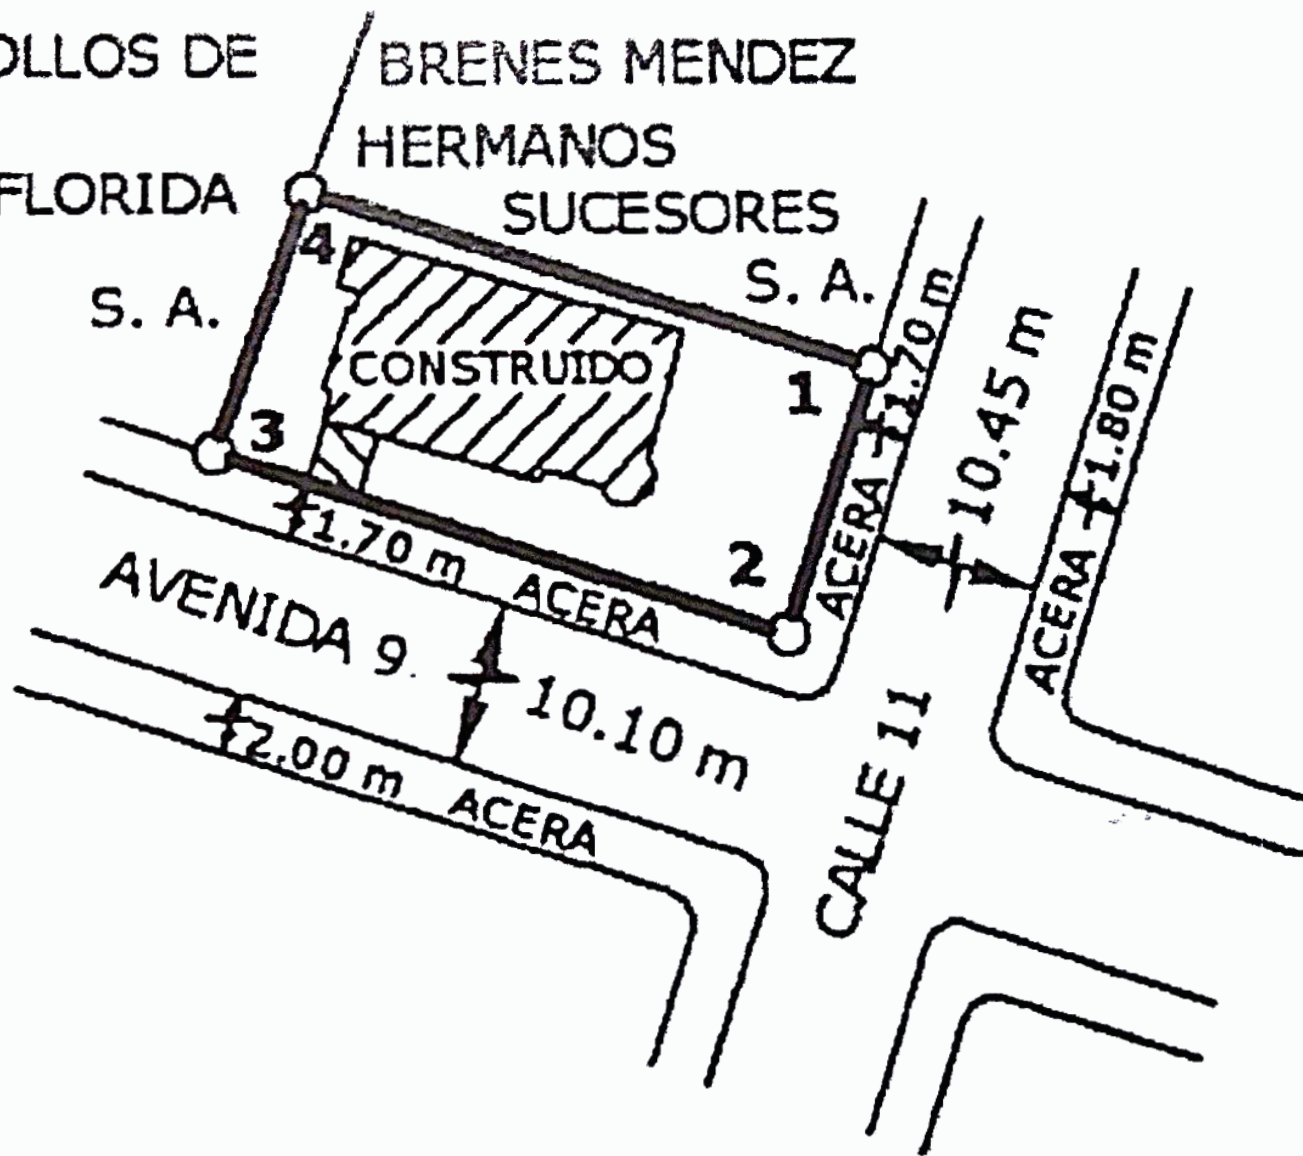 OLLOS DE
BRENES MENDEZ
HERMANOS
FLORIDA
SUCESORES
4
S. A.
S. A.
1.70 m
10.45 m
CONSTRUIDO
1
1.80 m
3
1.70 m
ACERA
2
ACERA
ACERA
AVENIDA 9.
10.10 m
CALLE 11
2.00 m
ACERA